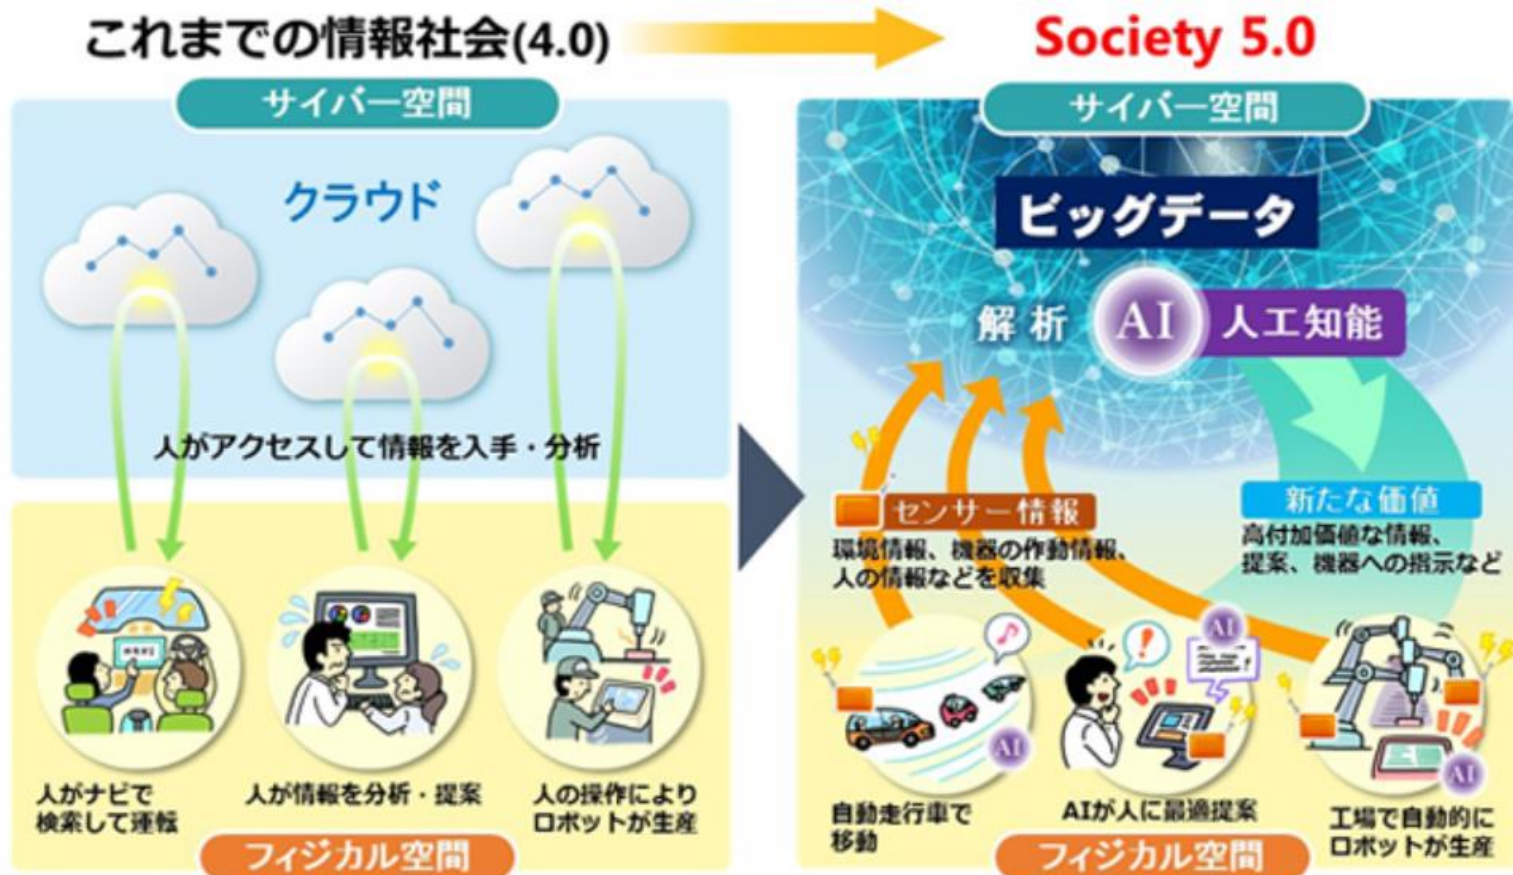 これまでの情報社会(4.0)
Society 5.0
サイバー空間
クラウド
人がアクセスして情報を入手・分析
人がナビで
検索して運転
人が情報を分析・提案
人の操作により
ロボットが生産
フィジカル空間
サイバー空間
ビッグデータ
解析
AI
人工知能
センサー情報
環境情報、機器の作動情報、
人の情報などを収集
新たな価値
高付加価値な情報、
提案、機器への指示など
AI
AI
AI
自動走行車で
移動
AIが人に最適提案
工場で自動的に
ロボットが生産
フィジカル空間